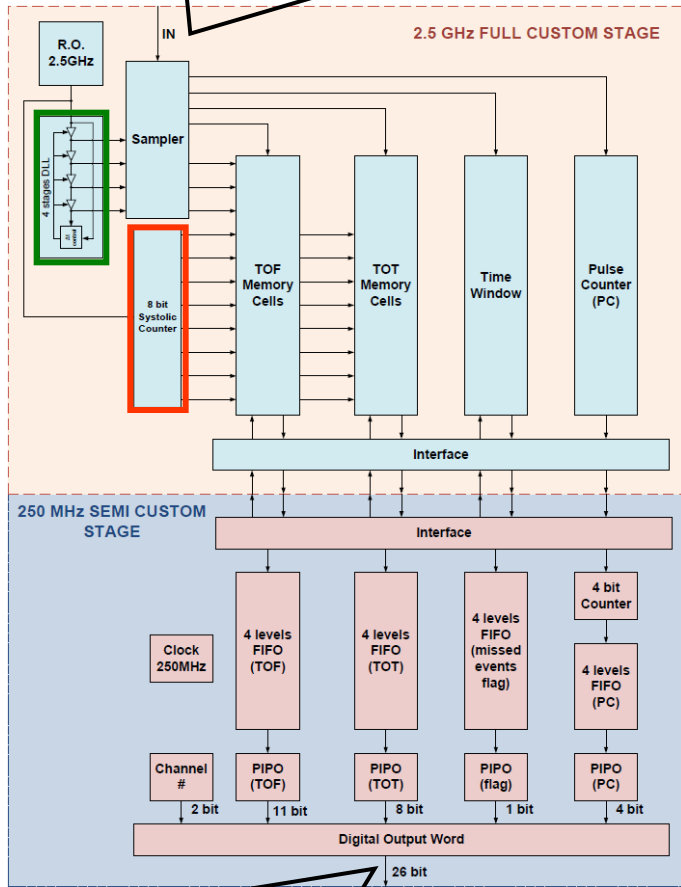 IN
2.5 GHz FULL CUSTOM STAGE
R.O.
2.5GHz
4 stages DLL
Δt
control
Sampler
8 bit
Systolic
Counter
TOF
Memory
Cells
TOT
Memory
Cells
Time
Window
Pulse
Counter
(PC)
Interface
250 MHz SEMI CUSTOM
STAGE
Interface
Clock
250MHz
4 levels
FIFO
(TOF)
4 levels
FIFO
(TOT)
4 levels
FIFO
(missed
events
flag)
4 bit
Counter
4 levels
FIFO
(PC)
Channel
#
PIPO
(TOF)
PIPO
(TOT)
PIPO
(flag)
PIPO
(PC)
2 bit
11 bit
8 bit
1 bit
4 bit
Digital Output Word
26 bit